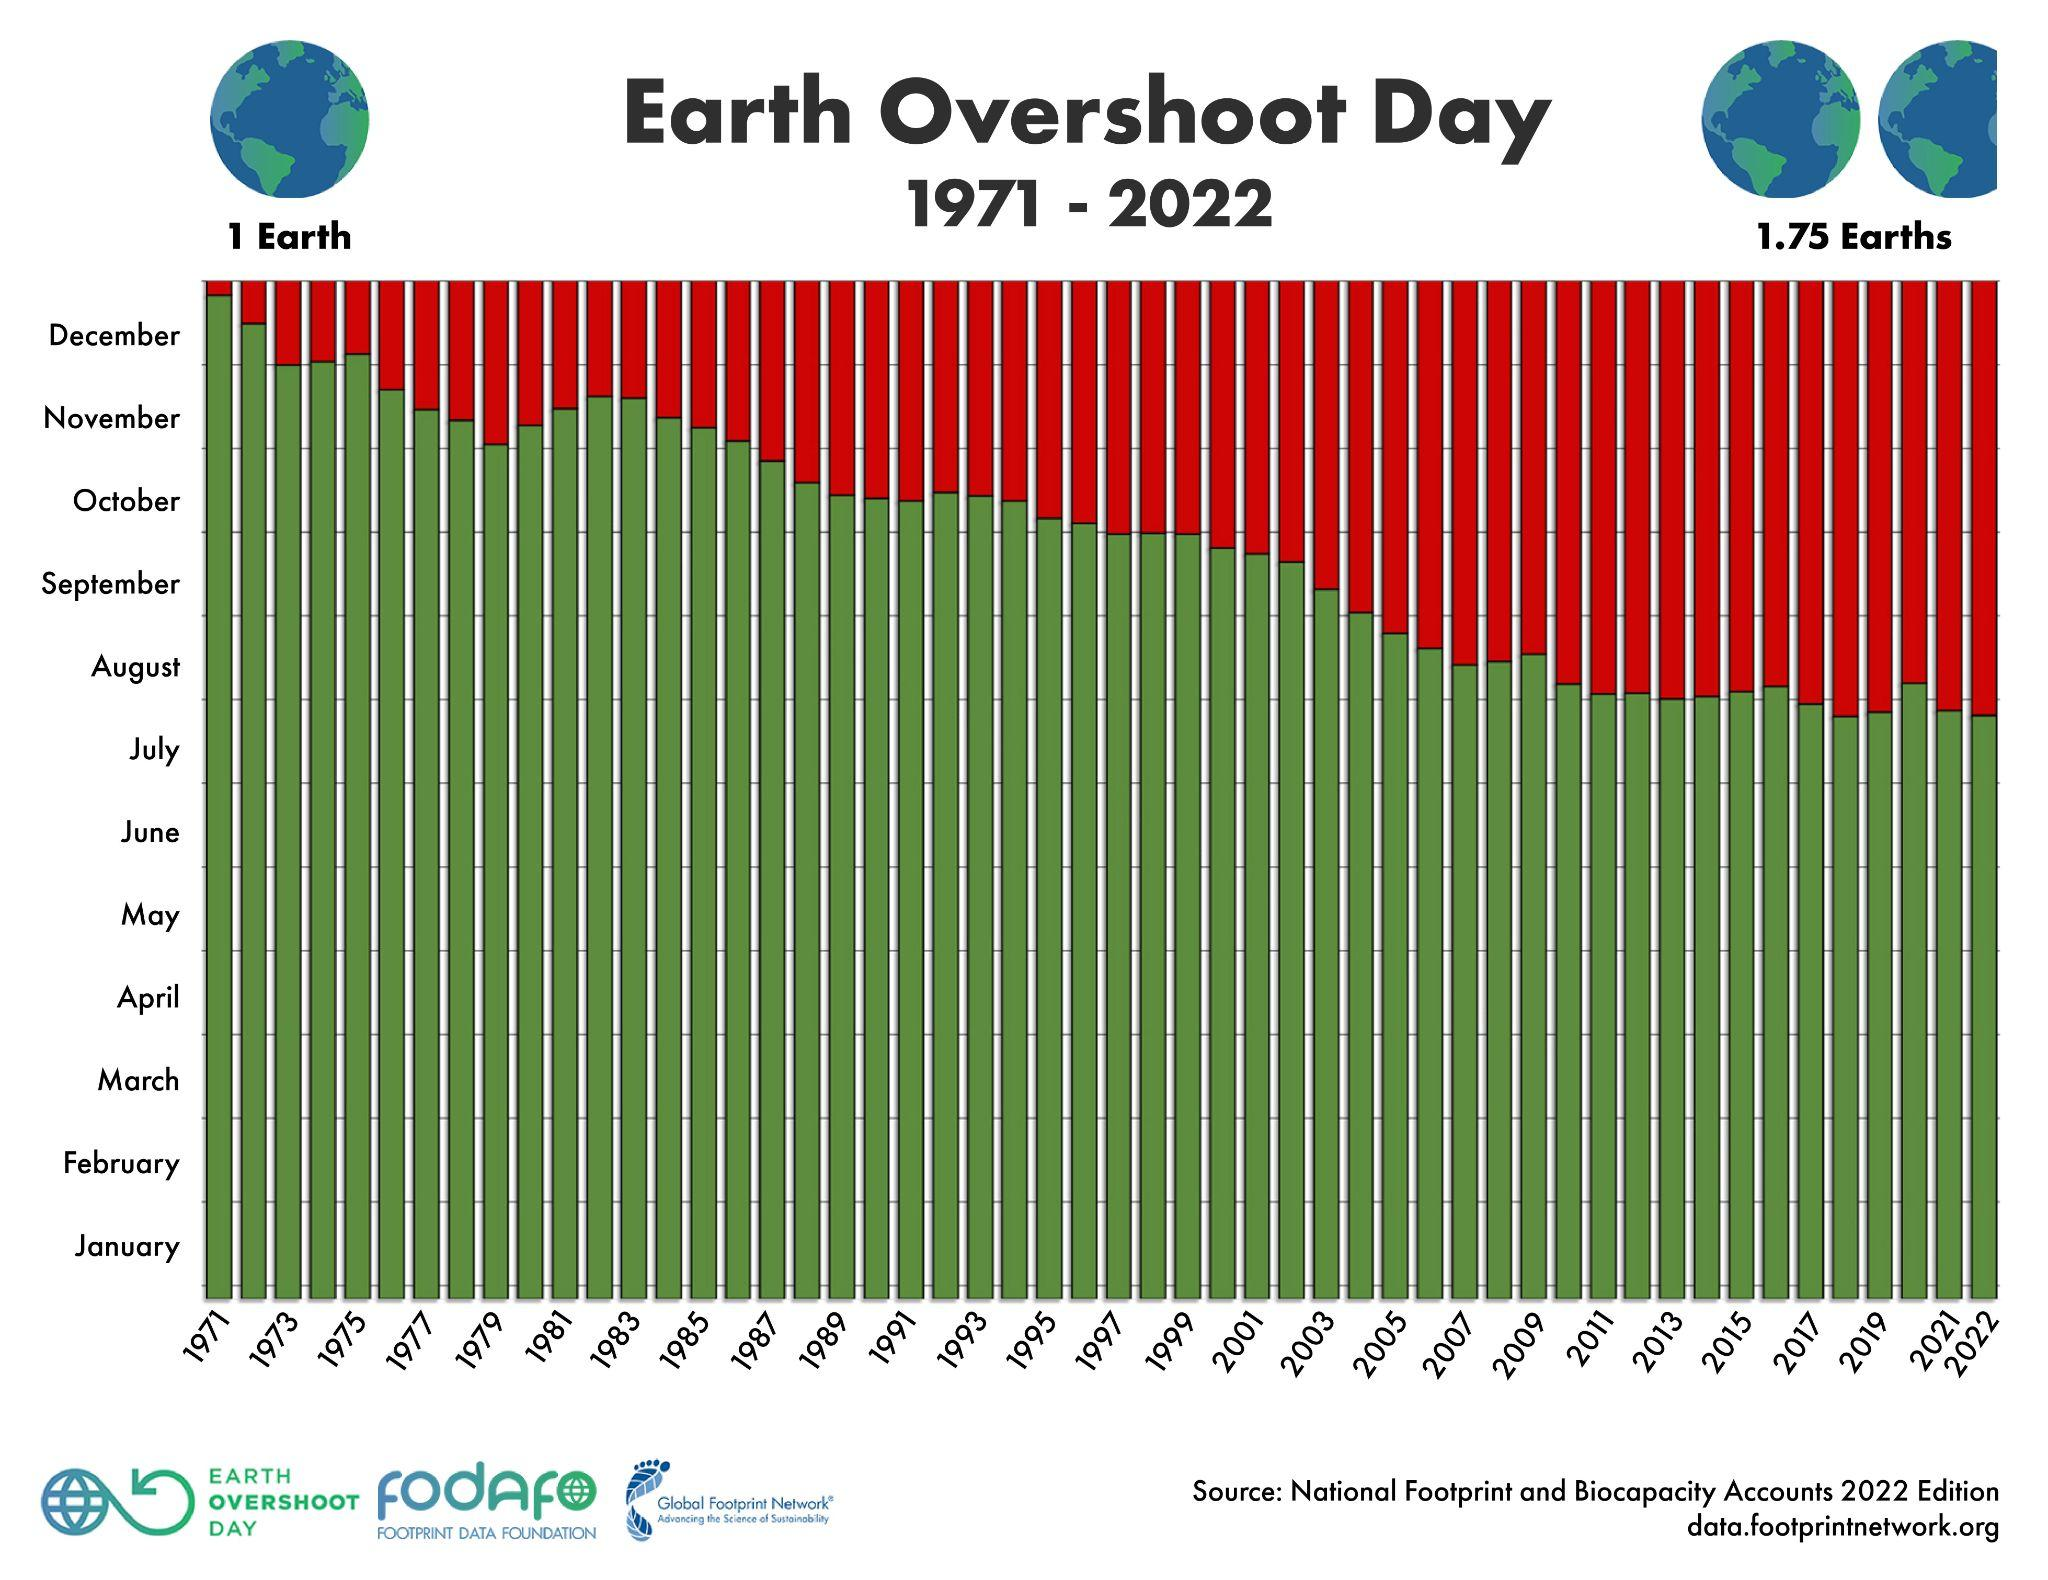 Earth Overshoot Day
1971 - 2022
1 Earth
1.75 Earths
December
November
October
September
August
July
June
May
April
March
February
January
1971
1973
1975
1977
1979
1981
1983
1985
1987
1989
1991
1993
1995
1997
1999
2001
2003
2005
2007
2009
2011
2013
2015
2017
2019
2021
2022
EARTH
OVERSHOOT
DAY
FODAFO
FOOTPRINT DATA FOUNDATION
Global Footprint Network®
Advancing the Science of Sustainability
Source: National Footprint and Biocapacity Accounts 2022 Edition
data.footprintnetwork.org